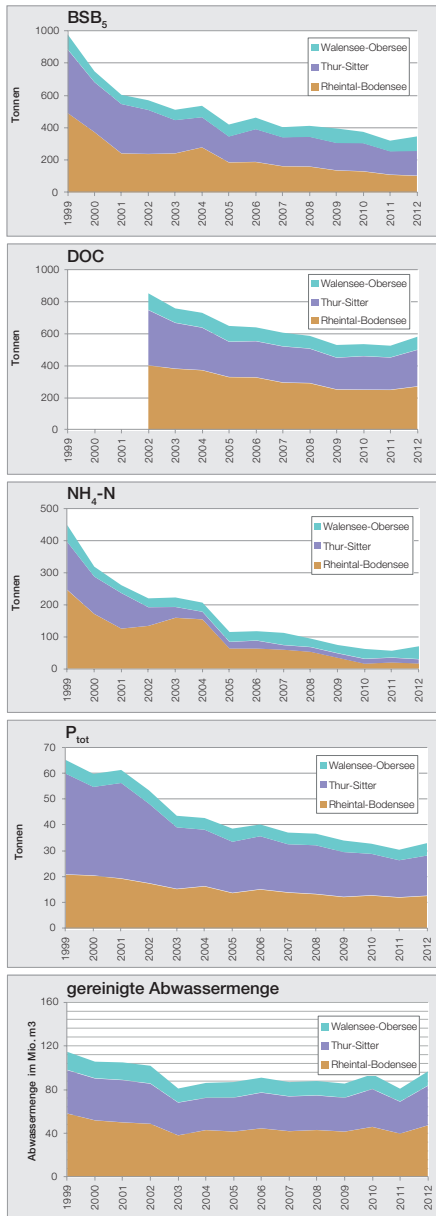 BSB5
1000
800
600
400
200
0
Tonnen
Walensee-Obersee
Thur-Sitter
Rheintal-Bodensee
1999 2000 2001 2002 2003 2004 2005 2006 2007 2008 2009 2010 2011 2012
DOC
1000
800
600
400
200
0
Tonnen
Walensee-Obersee
Thur-Sitter
Rheintal-Bodensee
1999 2000 2001 2002 2003 2004 2005 2006 2007 2008 2009 2010 2011 2012
NH4-N
500
400
300
200
100
0
Tonnen
Walensee-Obersee
Thur-Sitter
Rheintal-Bodensee
1999 2000 2001 2002 2003 2004 2005 2006 2007 2008 2009 2010 2011 2012
Ptot
70
60
50
40
30
20
10
0
Tonnen
Walensee-Obersee
Thur-Sitter
Rheintal-Bodensee
1999 2000 2001 2002 2003 2004 2005 2006 2007 2008 2009 2010 2011 2012
gereinigte Abwassermenge
160
120
80
40
0
Abwassermenge im Mio. m3
Walensee-Obersee
Thur-Sitter
Rheintal-Bodensee
1999 2000 2001 2002 2003 2004 2005 2006 2007 2008 2009 2010 2011 2012